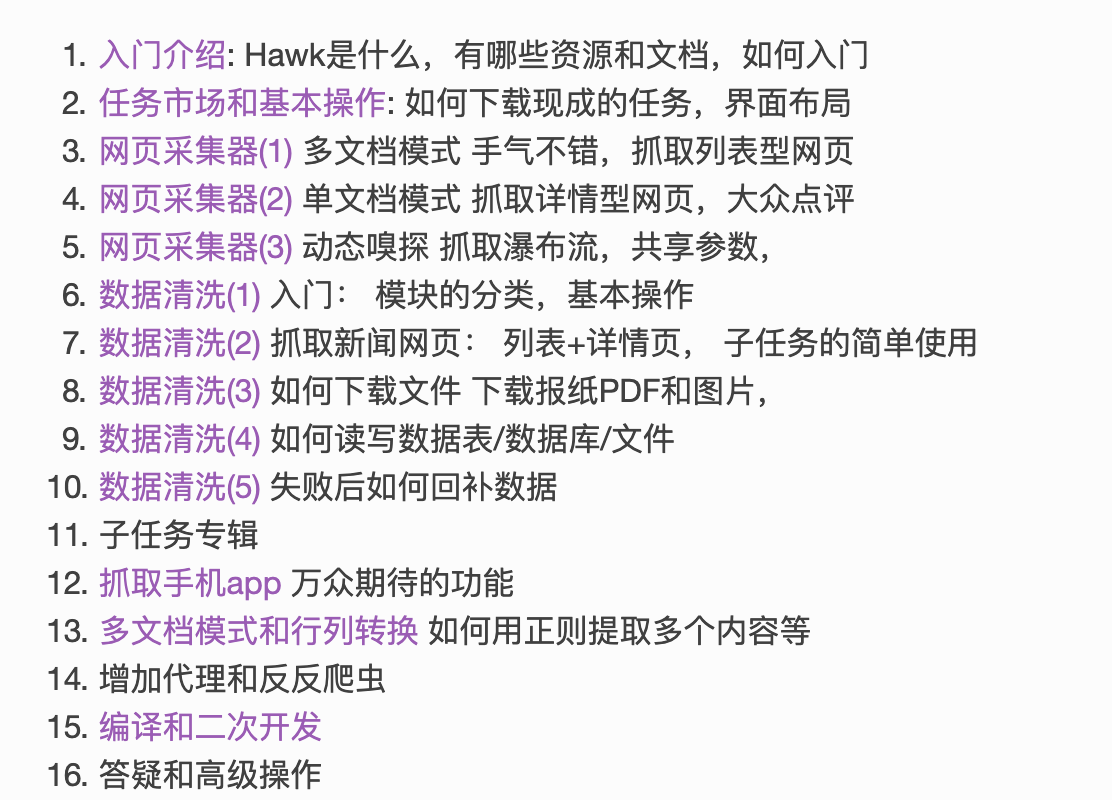 1. 入门介绍: Hawk是什么，有哪些资源和文档，如何入门
2. 任务市场和基本操作: 如何下载现成的任务，界面布局
3. 网页采集器(1) 多文档模式 手气不错，抓取列表型网页
4. 网页采集器(2) 单文档模式 抓取详情型网页，大众点评
5. 网页采集器(3) 动态嗅探 抓取瀑布流，共享参数，
6. 数据清洗(1) 入门： 模块的分类，基本操作
7. 数据清洗(2) 抓取新闻网页： 列表+详情页， 子任务的简单使用
8. 数据清洗(3) 如何下载文件 下载报纸PDF和图片，
9. 数据清洗(4) 如何读写数据表/数据库/文件
10. 数据清洗(5) 失败后如何回补数据
11. 子任务专辑
12. 抓取手机app 万众期待的功能
13. 多文档模式和行列转换 如何用正则提取多个内容等
14. 增加代理和反反爬虫
15. 编译和二次开发
16. 答疑和高级操作